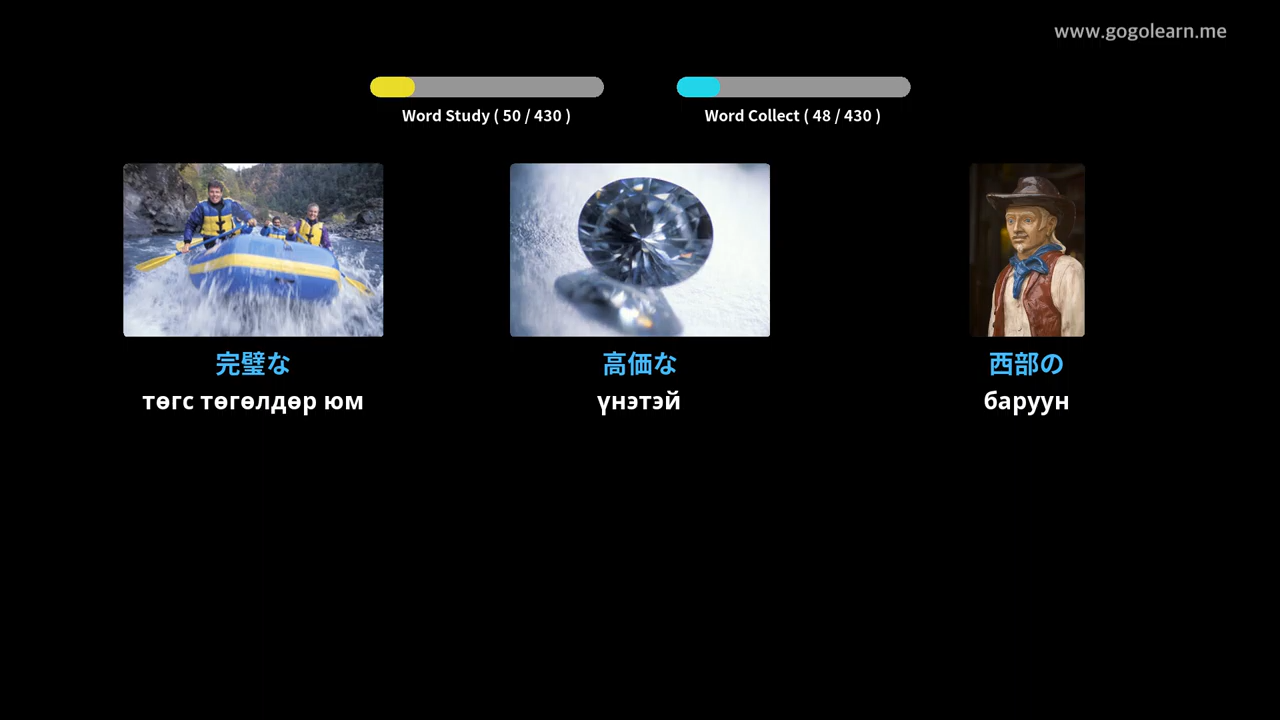 www.gogolearn.me
Word Study ( 50 / 430 )
Word Collect ( 48 / 430 )
完璧な
төгс төгөлдөр юм
高価な
үнэтэй
西部の
баруун